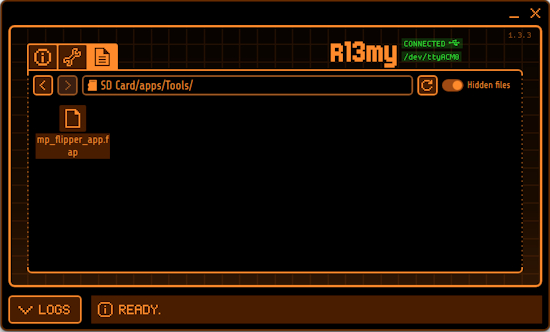 1.3.3
R13my
CONNECTED
/dev/ttyACM0
SD Card/apps/Tools/
Hidden files
mp_flipper_app.f
ap
LOGS
READY.